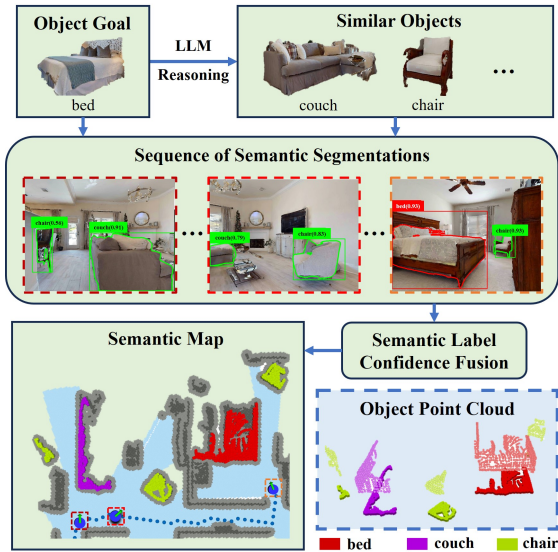 Object Goal
bed
LLM
Reasoning
Similar Objects
couch
chair
...
Sequence of Semantic Segmentations
chair(0.56)
couch(0.91)
...
couch(0.79)
chair(0.83)
...
bed(0.93)
chair(0.93)
Semantic Map
Semantic Label
Confidence Fusion
Object Point Cloud
bed
couch
chair